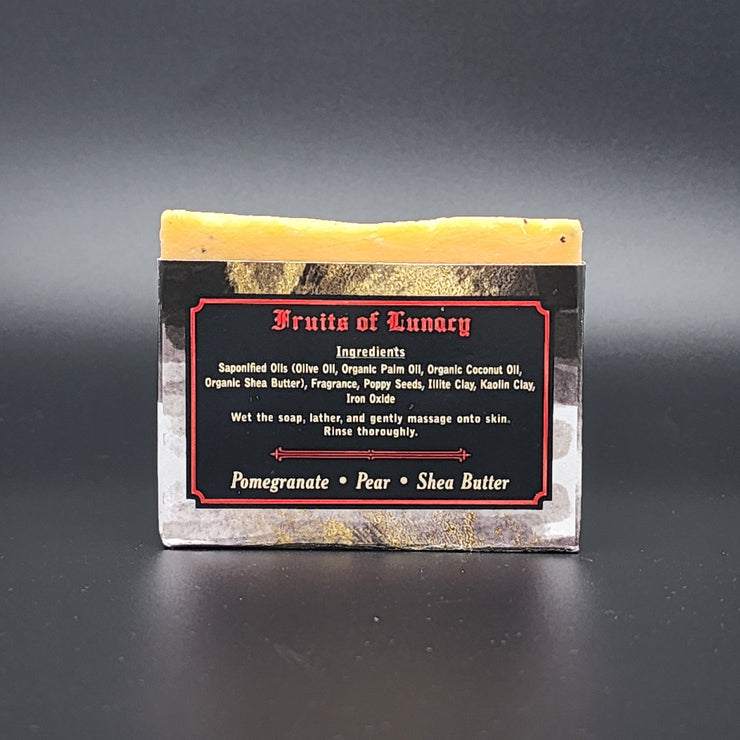 Fruits of Lunacy
Ingredients
Saponified Oils (Olive Oil, Organic Palm Oil, Organic Coconut Oil,
Organic Shea Butter), Fragrance, Poppy Seeds, Illite Clay, Kaolin Clay,
Iron Oxide
Wet the soap, lather, and gently massage onto skin.
Rinse thoroughly.
Pomegranate • Pear • Shea Butter